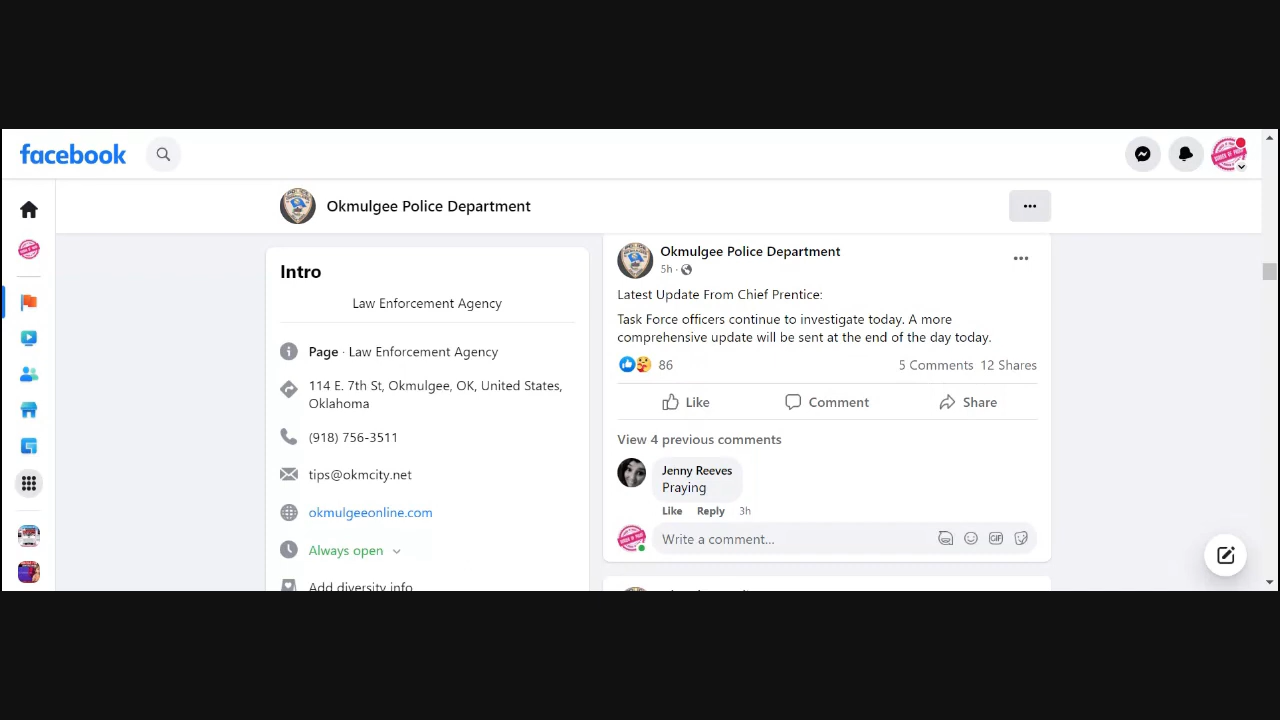 facebook
Okmulgee Police Department
Intro
Law Enforcement Agency
Page · Law Enforcement Agency
114 E. 7th St, Okmulgee, OK, United States,
Oklahoma
(918) 756-3511
tips@okmcity.net
okmulgeeonline.com
Always open
Add diversity info
Okmulgee Police Department
5h ·
Latest Update From Chief Prentice:
Task Force officers continue to investigate today. A more
comprehensive update will be sent at the end of the day today.
86
5 Comments 12 Shares
Like Comment Share
View 4 previous comments
Jenny Reeves
Praying
Like Reply 3h
Write a comment...
GIF